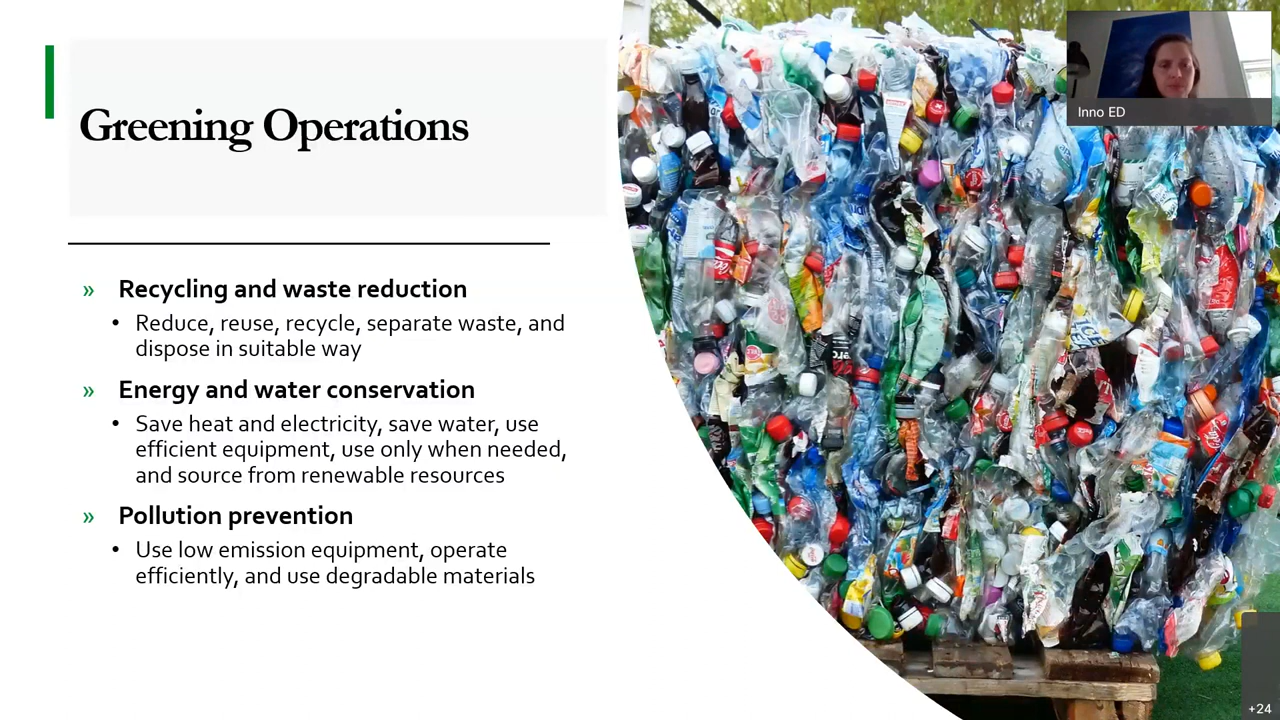 Greening Operations
» Recycling and waste reduction
• Reduce, reuse, recycle, separate waste, and
dispose in suitable way
» Energy and water conservation
• Save heat and electricity, save water, use
efficient equipment, use only when needed,
and source from renewable resources
» Pollution prevention
• Use low emission equipment, operate
efficiently, and use degradable materials
Inno ED
+24